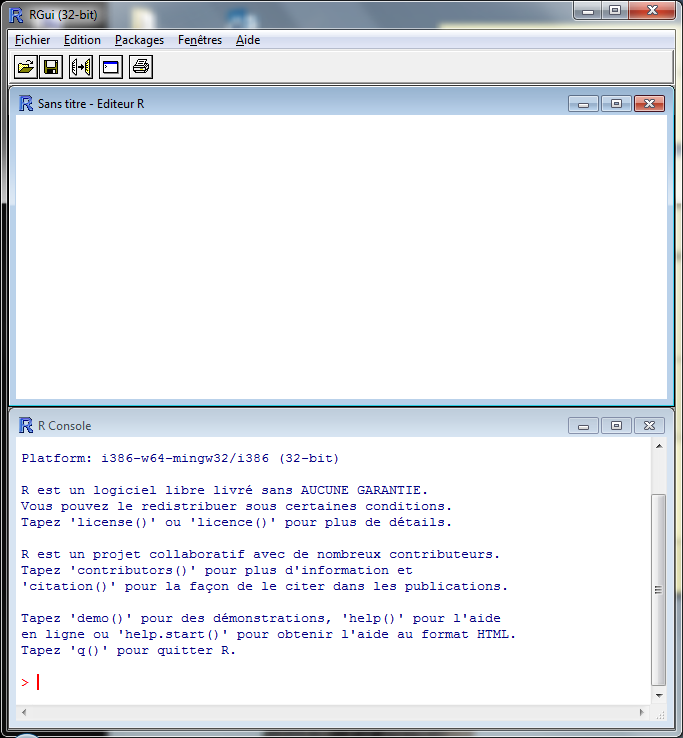 RGui (32-bit)
Fichier Edition Packages Fenêtres Aide
Sans titre - Editeur R
R Console
Platform: i386-w64-mingw32/i386 (32-bit)
R est un logiciel libre livré sans AUCUNE GARANTIE.
Vous pouvez le redistribuer sous certaines conditions.
Tapez 'license()' ou 'licence()' pour plus de détails.
R est un projet collaboratif avec de nombreux contributeurs.
Tapez 'contributors()' pour plus d'information et
'citation()' pour la façon de le citer dans les publications.
Tapez 'demo()' pour des démonstrations, 'help()' pour l'aide
en ligne ou 'help.start()' pour obtenir l'aide au format HTML.
Tapez 'q()' pour quitter R.
>